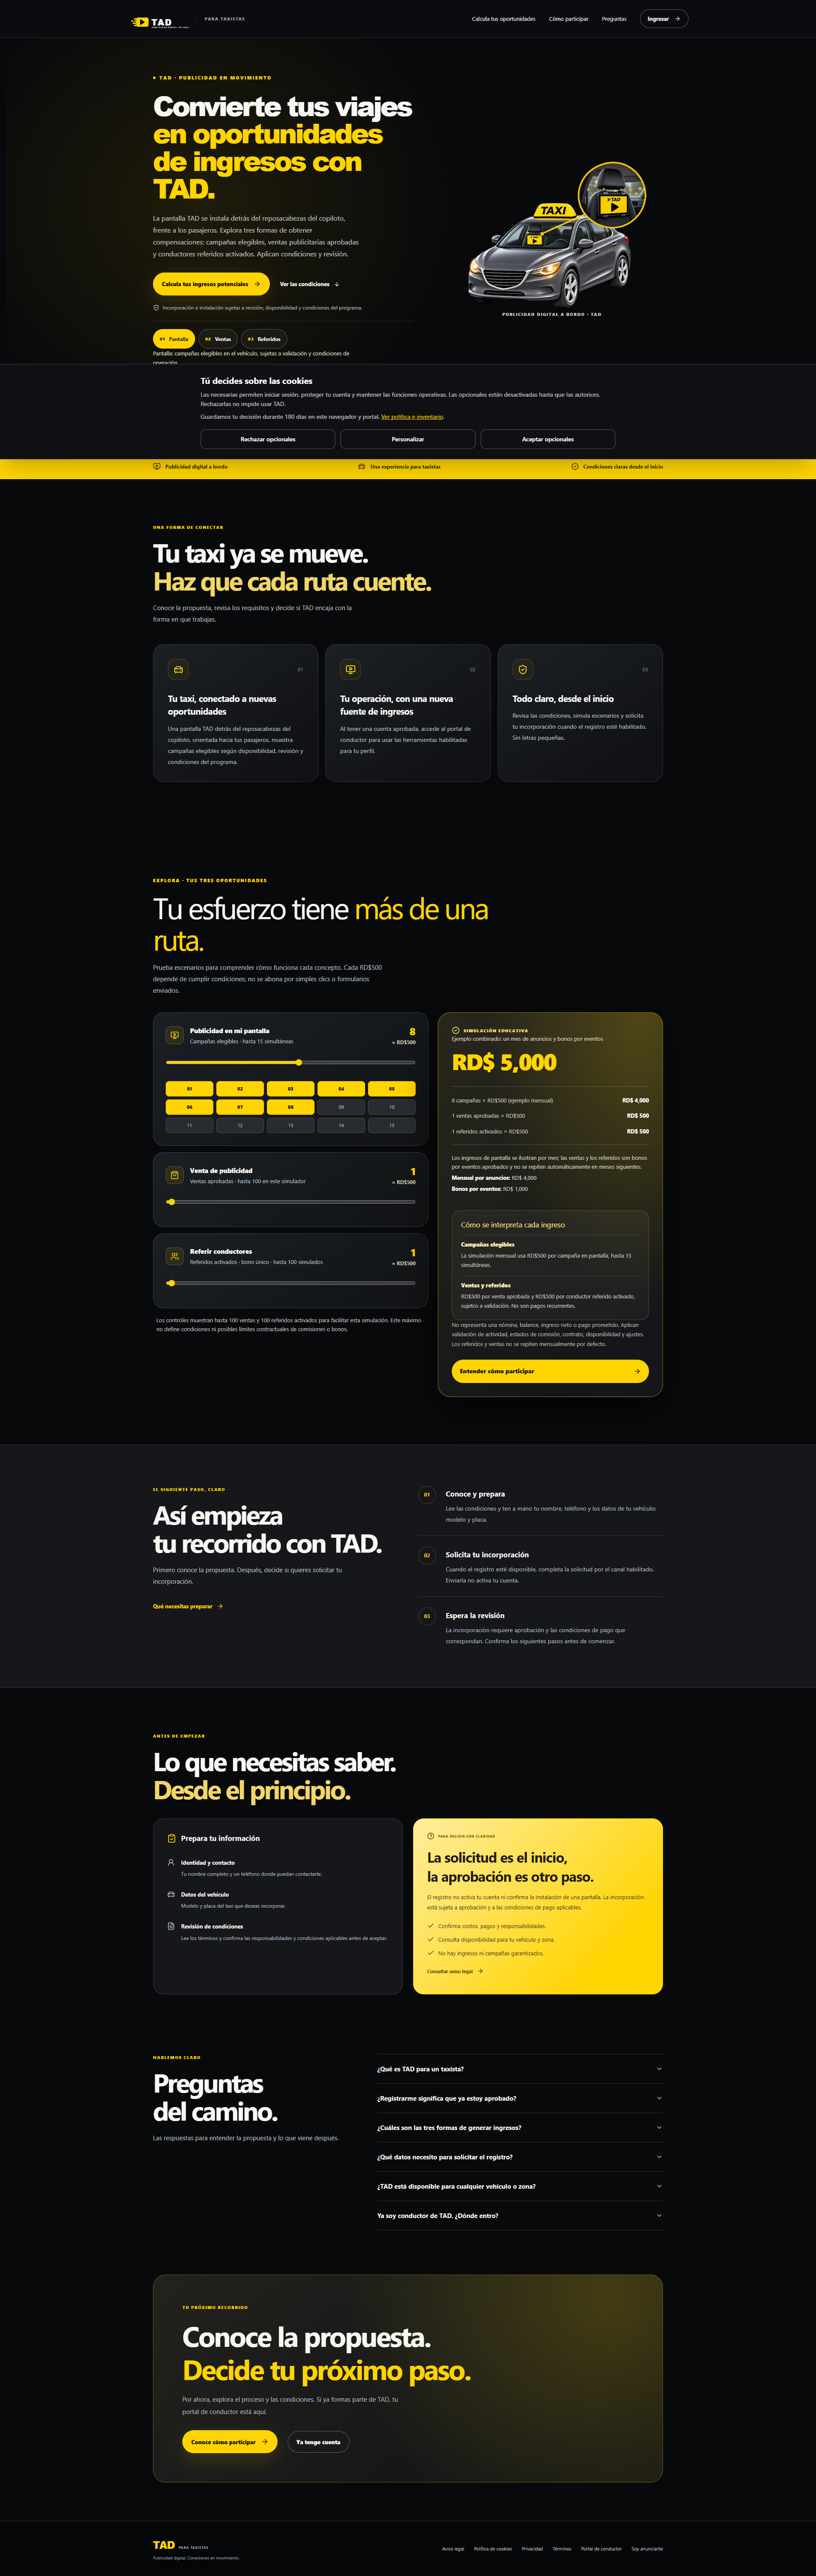 TAD
PARA TAXISTAS
Calcula tus oportunidades
Cómo participar
Preguntas
Ingresar
TAD · PUBLICIDAD EN MOVIMIENTO
Convierte tus viajes
en oportunidades
de ingresos con
TAD.
La pantalla TAD se instala detrás del reposacabezas del copiloto,
frente a los pasajeros. Explora tres formas de obtener
compensaciones: campañas elegibles, ventas publicitarias aprobadas
y conductores referidos activados. Aplican condiciones y revisión.
Calcula tus ingresos potenciales
Ver las condiciones
Incorporación e instalación sujetas a revisión, disponibilidad y condiciones del programa.
01 Pantalla
02 Ventas
03 Referidos
Pantalla: campañas elegibles en el vehículo, sujetas a validación y condiciones de
operación.
TAXI
TAD
PUBLICIDAD DIGITAL A BORDO · TAD
Tú decides sobre las cookies
Las necesarias permiten iniciar sesión, proteger tu cuenta y mantener las funciones operativas. Las opcionales están desactivadas hasta que las autorices.
Rechazarlas no impide usar TAD.
Guardamos tu decisión durante 180 días en este navegador y portal. Ver política e inventario.
Rechazar opcionales
Personalizar
Aceptar opcionales
Publicidad digital a bordo
Una experiencia para taxistas
Condiciones claras desde el inicio
UNA FORMA DE CONECTAR
Tu taxi ya se mueve.
Haz que cada ruta cuente.
Conoce la propuesta, revisa los requisitos y decide si TAD encaja con la
forma en que trabajas.
01
Tu taxi, conectado a nuevas
oportunidades
Una pantalla TAD detrás del reposacabezas del
copiloto, orientada hacia tus pasajeros, muestra
campañas elegibles según disponibilidad, revisión y
condiciones del programa.
02
Tu operación, con una nueva
fuente de ingresos
Al tener una cuenta aprobada, accede al portal de
conductor para usar las herramientas habilitadas
para tu perfil.
03
Todo claro, desde el inicio
Revisa las condiciones, simula escenarios y solicita
tu incorporación cuando el registro esté habilitado.
Sin letras pequeñas.
EXPLORA · TUS TRES OPORTUNIDADES
Tu esfuerzo tiene más de una
ruta.
Prueba escenarios para comprender cómo funciona cada concepto. Cada RD$500
depende de cumplir condiciones; no se abona por simples clics o formularios
enviados.
Publicidad en mi pantalla
Campañas elegibles · hasta 15 simultáneas
8
× RD$500
01 02 03 04 05
06 07 08 09 10
11 12 13 14 15
Venta de publicidad
Ventas aprobadas · hasta 100 en este simulador
1
× RD$500
Referir conductores
Referidos activados · bono único · hasta 100 simulados
1
× RD$500
Los controles muestran hasta 100 ventas y 100 referidos activados para facilitar esta simulación. Este máximo
no define condiciones ni posibles límites contractuales de comisiones o bonos.
SIMULACIÓN EDUCATIVA
Ejemplo combinado: un mes de anuncios y bonos por eventos
RD$ 5,000
8 campañas × RD$500 (ejemplo mensual) RD$ 4,000
1 ventas aprobadas × RD$500 RD$ 500
1 referidos activados × RD$500 RD$ 500
Los ingresos de pantalla se ilustran por mes; las ventas y los referidos son bonos
por eventos aprobados y no se repiten automáticamente en meses siguientes.
Mensual por anuncios: RD$ 4,000
Bonos por eventos: RD$ 1,000
Cómo se interpreta cada ingreso
Campañas elegibles
La simulación mensual usa RD$500 por campaña en pantalla, hasta 15
simultáneas.
Ventas y referidos
RD$500 por venta aprobada y RD$500 por conductor referido activado,
sujetos a validación. No son pagos recurrentes.
No representa una nómina, balance, ingreso neto o pago prometido. Aplican
validación de actividad, estados de comisión, contrato, disponibilidad y ajustes.
Los referidos y ventas no se repiten mensualmente por defecto.
Entender cómo participar
EL SIGUIENTE PASO, CLARO
Así empieza
tu recorrido con TAD.
Primero conoce la propuesta. Después, decide si quieres solicitar tu
incorporación.
Qué necesitas preparar
01
Conoce y prepara
Lee las condiciones y ten a mano tu nombre, teléfono y los datos de tu vehículo:
modelo y placa.
02
Solicita tu incorporación
Cuando el registro esté disponible, completa la solicitud por el canal habilitado.
Enviarla no activa tu cuenta.
03
Espera la revisión
La incorporación requiere aprobación y las condiciones de pago que
correspondan. Confirma los siguientes pasos antes de comenzar.
ANTES DE EMPEZAR
Lo que necesitas saber.
Desde el principio.
Prepara tu información
Identidad y contacto
Tu nombre completo y un teléfono donde puedan contactarte.
Datos del vehículo
Modelo y placa del taxi que deseas incorporar.
Revisión de condiciones
Lee los términos y confirma las responsabilidades y condiciones aplicables antes de aceptar.
PARA DECIDIR CON CLARIDAD
La solicitud es el inicio,
la aprobación es otro paso.
El registro no activa tu cuenta ni confirma la instalación de una pantalla. La incorporación
está sujeta a aprobación y a las condiciones de pago aplicables.
Confirma costos, pagos y responsabilidades.
Consulta disponibilidad para tu vehículo y zona.
No hay ingresos ni campañas garantizados.
Consultar aviso legal
HABLEMOS CLARO
Preguntas
del camino.
Las respuestas para entender la propuesta y lo que viene después.
¿Qué es TAD para un taxista?
¿Registrarme significa que ya estoy aprobado?
¿Cuáles son las tres formas de generar ingresos?
¿Qué datos necesito para solicitar el registro?
¿TAD está disponible para cualquier vehículo o zona?
Ya soy conductor de TAD. ¿Dónde entro?
TU PRÓXIMO RECORRIDO
Conoce la propuesta.
Decide tu próximo paso.
Por ahora, explora el proceso y las condiciones. Si ya formas parte de TAD, tu
portal de conductor está aquí.
Conoce cómo participar
Ya tengo cuenta
TAD PARA TAXISTAS
Publicidad digital. Conexiones en movimiento.
Aviso legal
Política de cookies
Privacidad
Términos
Portal de conductor
Soy anunciante